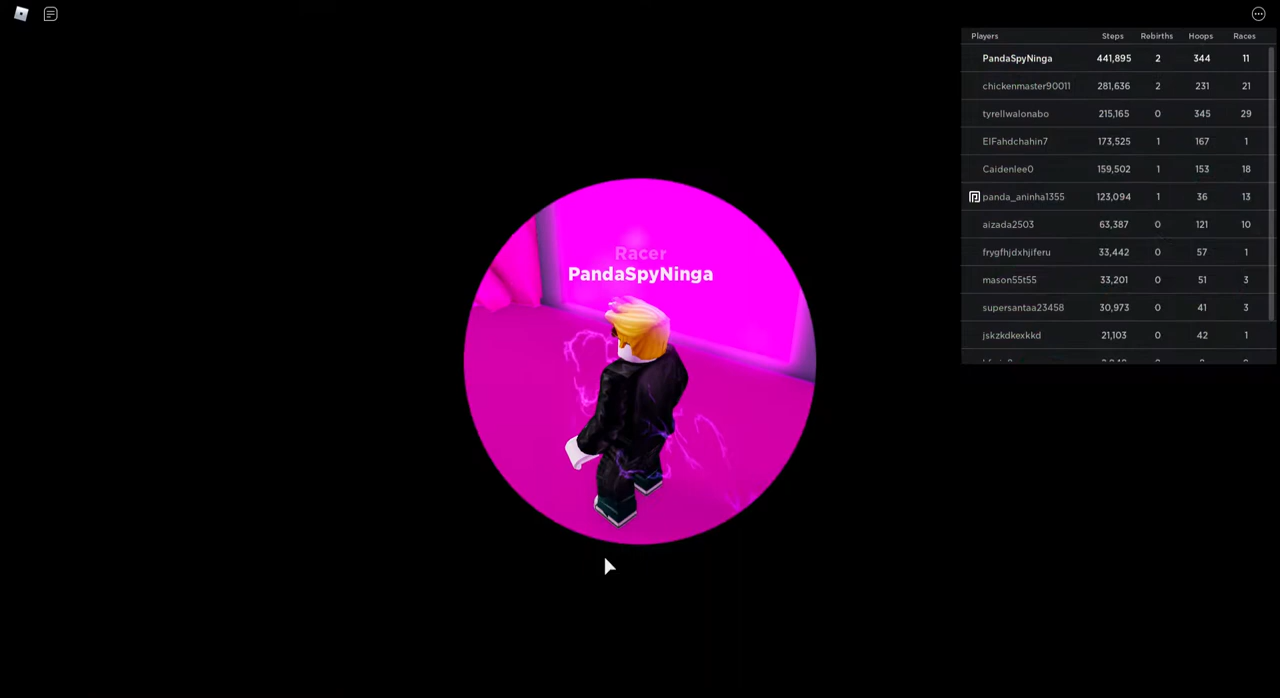 Players Steps Rebirths Hoops Races
PandaSpyNinga 441,895 2 344 11
chickenmaster90011 281,636 2 231 21
tyrellwalonabo 215,165 0 345 29
ElFahdchahin7 173,525 1 167 1
Caidenlee0 159,502 1 153 18
panda_aninha1355 123,094 1 36 13
aizada2503 63,387 0 121 10
frygfhjdxhjiferu 33,442 0 57 1
mason55t55 33,201 0 51 3
supersantaa23458 30,973 0 41 3
jskzkdkexkkd 21,103 0 42 1
Racer
PandaSpyNinga